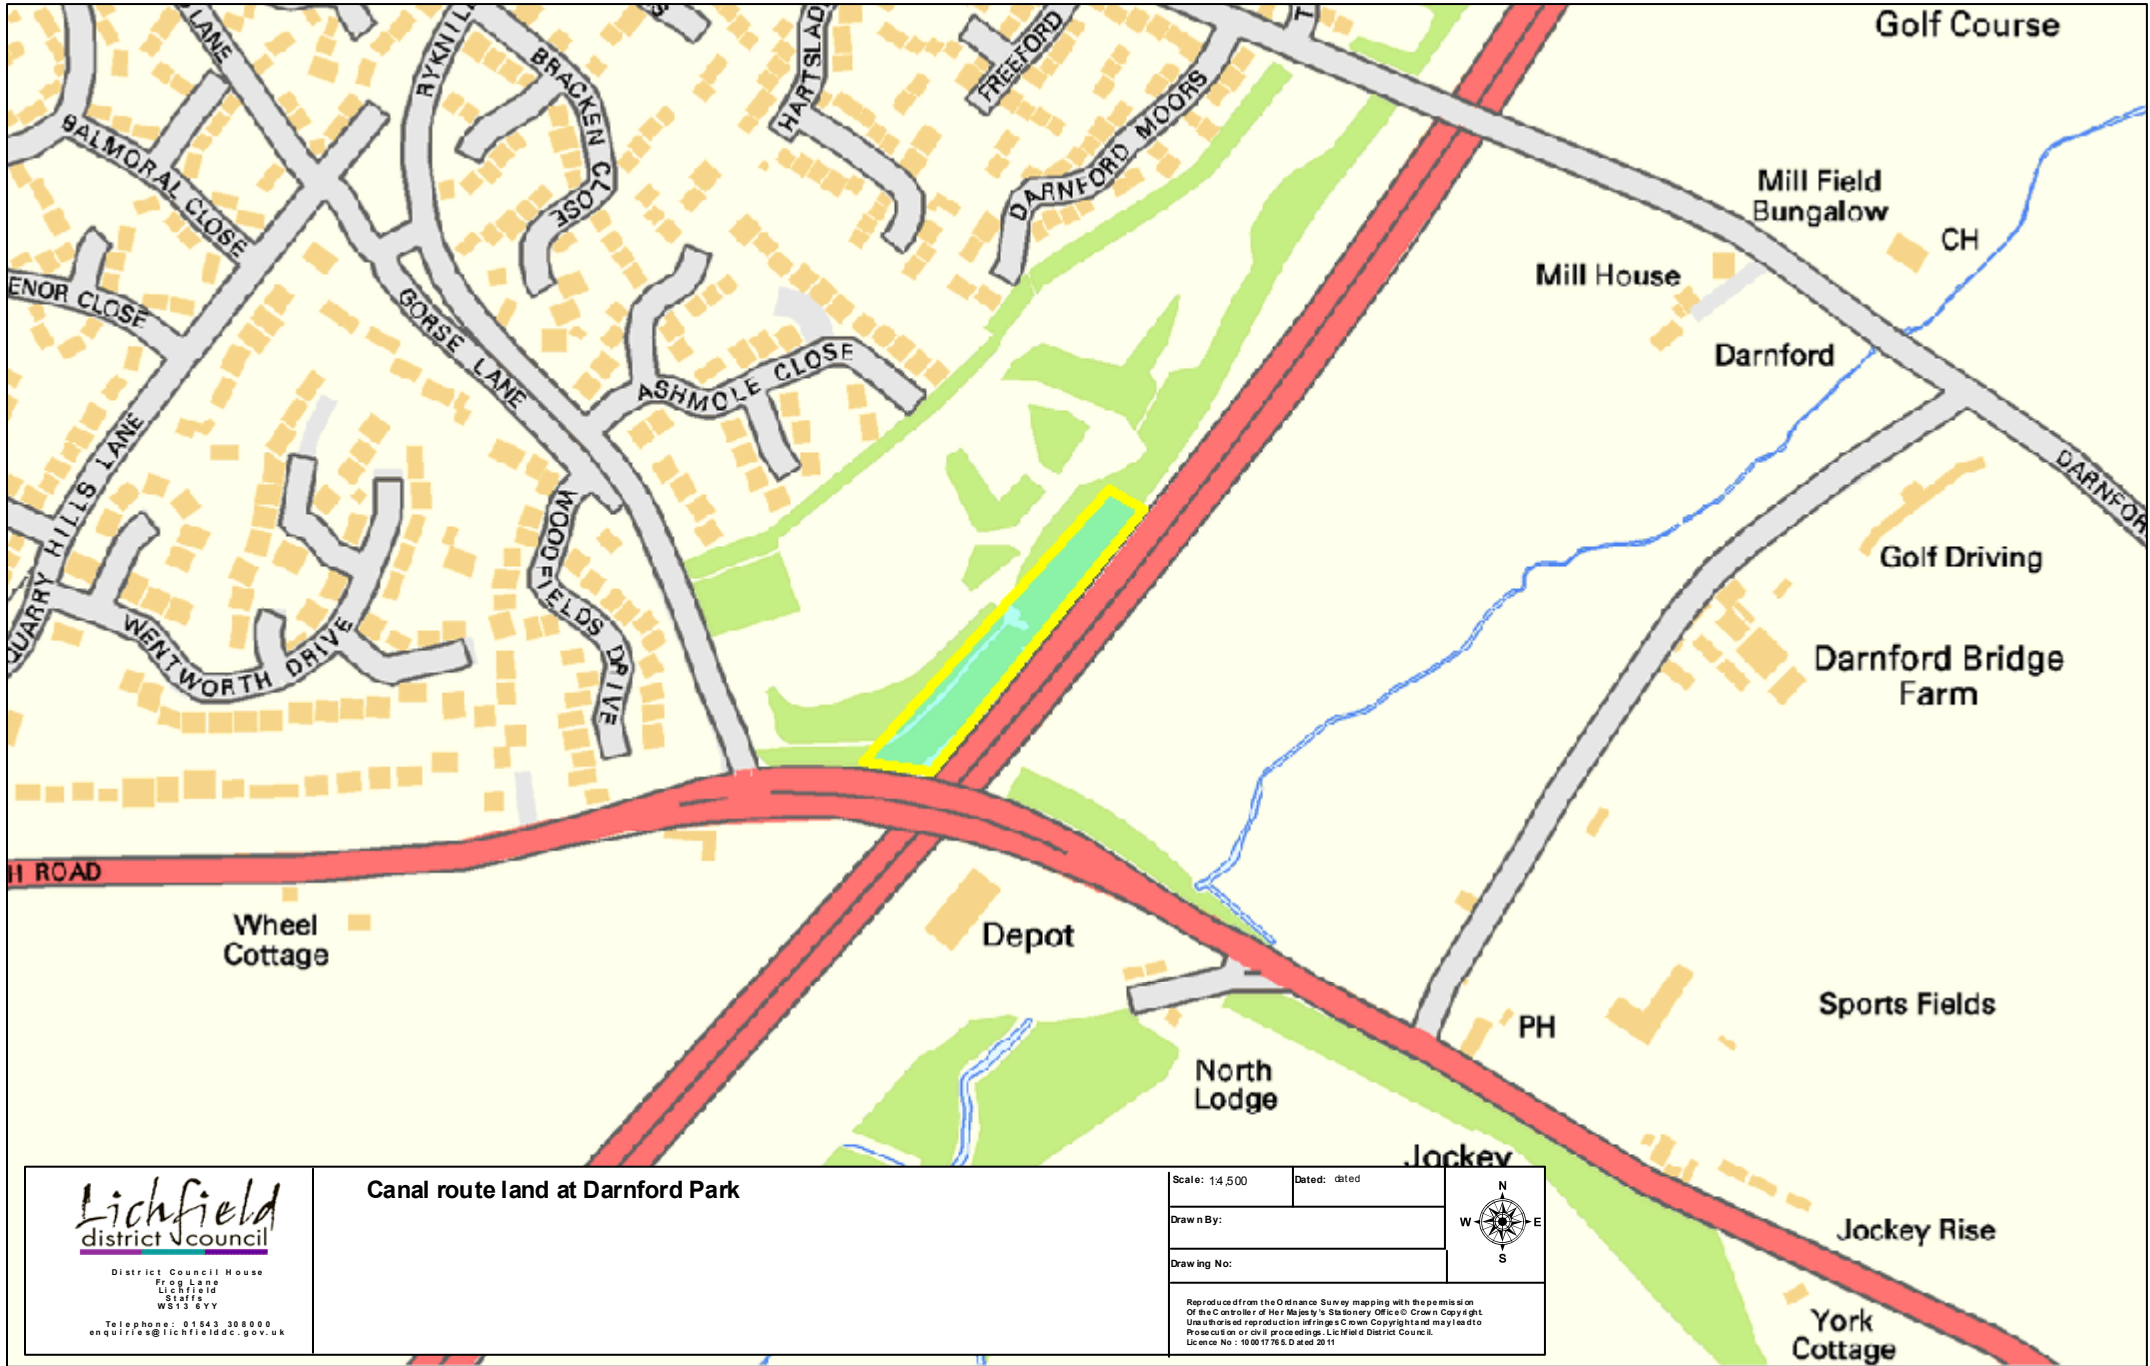 Golf Course
LANE
RYKNIL
BRACKEN CLOSE
HARTSLAD
FREEFORD
DARNFORD MOORS
BALMORAL CLOSE
Mill Field
Bungalow
CH
Mill House
Darnford
ENOR CLOSE
GORSE LANE
ASHMOLE CLOSE
QUARRY HILLS LANE
WOODFIELDS DRIVE
WENTWORTH DRIVE
DARNFOR
Golf Driving
Darnford Bridge
Farm
H ROAD
Wheel
Cottage
Depot
Sports Fields
PH
North
Lodge
Jockey
Jockey Rise
York
Cottage
Lichfield
district council
District Council House
Frog Lane
Lichfield
Staffs
WS13 6YY
Telephone: 01543 308000
enquiries@lichfielddc.gov.uk
Canal route land at Darnford Park
Scale: 1:4,500
Dated: dated
Drawn By:
Drawing No:
N
W E
S
Reproduced from the Ordnance Survey mapping with the permission
Of the Controller of Her Majesty's Stationery Office © Crown Copyright.
Unauthorised reproduction infringes Crown Copyright and may lead to
Prosecution or civil proceedings. Lichfield District Council.
Licence No : 100017765. Dated 2011